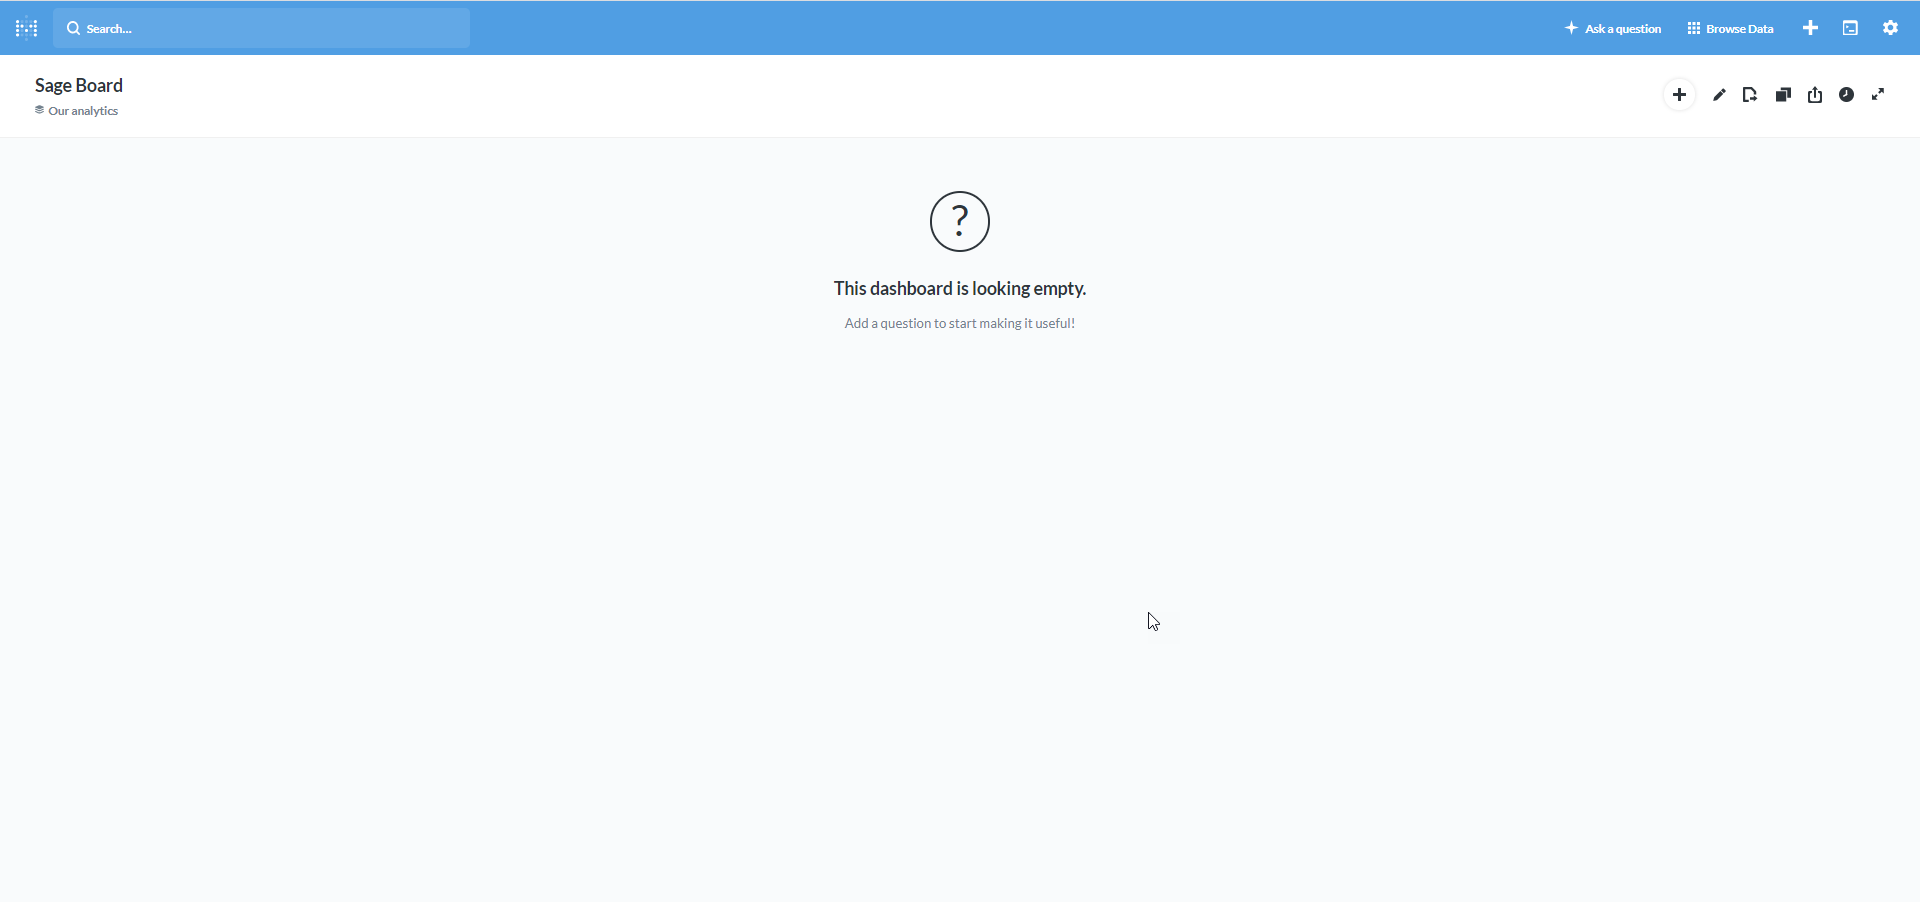 Search...
Ask a question
Browse Data
Sage Board
Our analytics
?
This dashboard is looking empty.
Add a question to start making it useful!